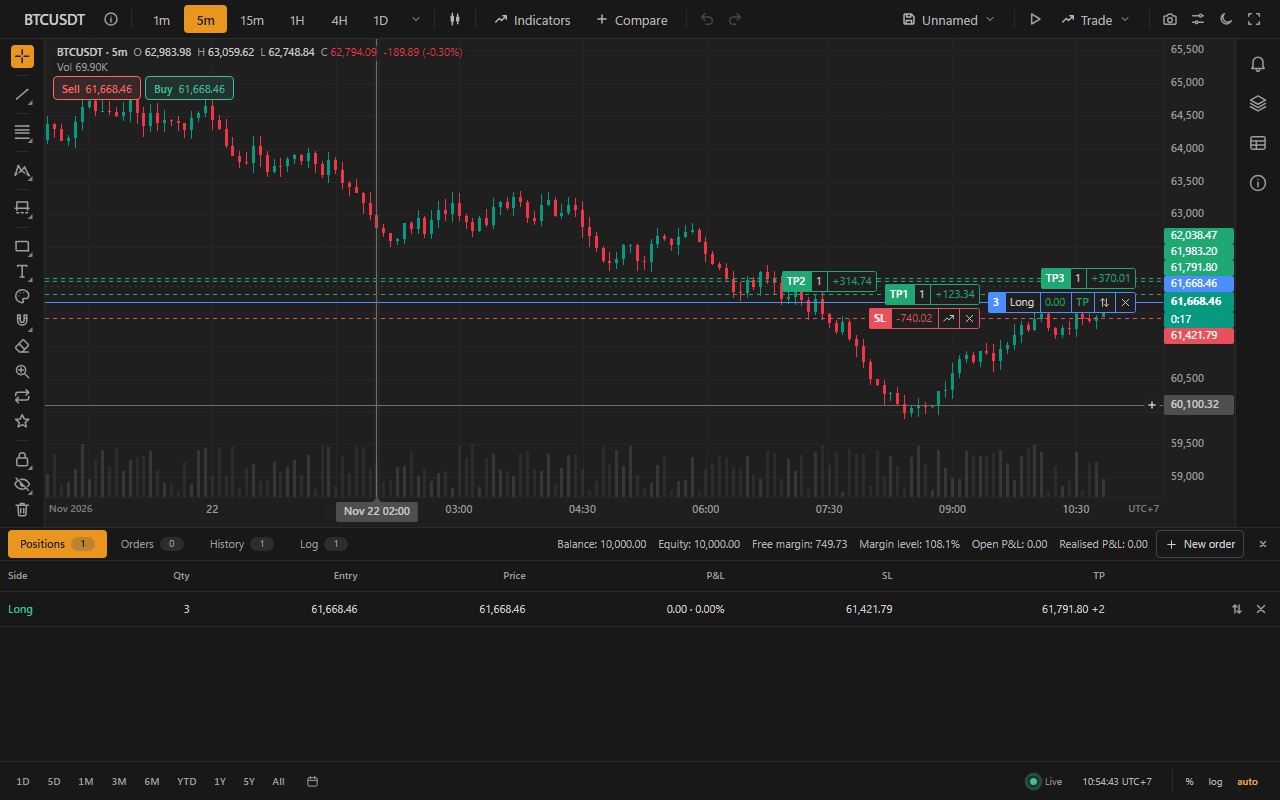 BTCUSDT 1m 5m 15m 1H 4H 1D Indicators Compare Unnamed Trade
BTCUSDT · 5m O 62,983.98 H 63,059.62 L 62,748.84 C 62,794.09 -189.89 (-0.30%)
Vol 69.90K
Sell 61,668.46 Buy 61,668.46
65,500
65,000
64,500
64,000
63,500
63,000
62,038.47
61,983.20
61,791.80
61,668.46
61,668.46
0:17
61,421.79
60,500
60,100.32
59,500
59,000
TP2 1 +314.74
TP3 1 +370.01
TP1 1 +123.34
3 Long 0.00 TP
SL -740.02
Nov 2026 22 Nov 22 02:00 03:00 04:30 06:00 07:30 09:00 10:30 UTC+7
Positions 1 Orders 0 History 1 Log 1 Balance: 10,000.00 Equity: 10,000.00 Free margin: 749.73 Margin level: 108.1% Open P&L: 0.00 Realised P&L: 0.00 New order
Side Qty Entry Price P&L SL TP
Long 3 61,668.46 61,668.46 0.00 · 0.00% 61,421.79 61,791.80 +2
1D 5D 1M 3M 6M YTD 1Y 5Y All Live 10:54:43 UTC+7 % log auto